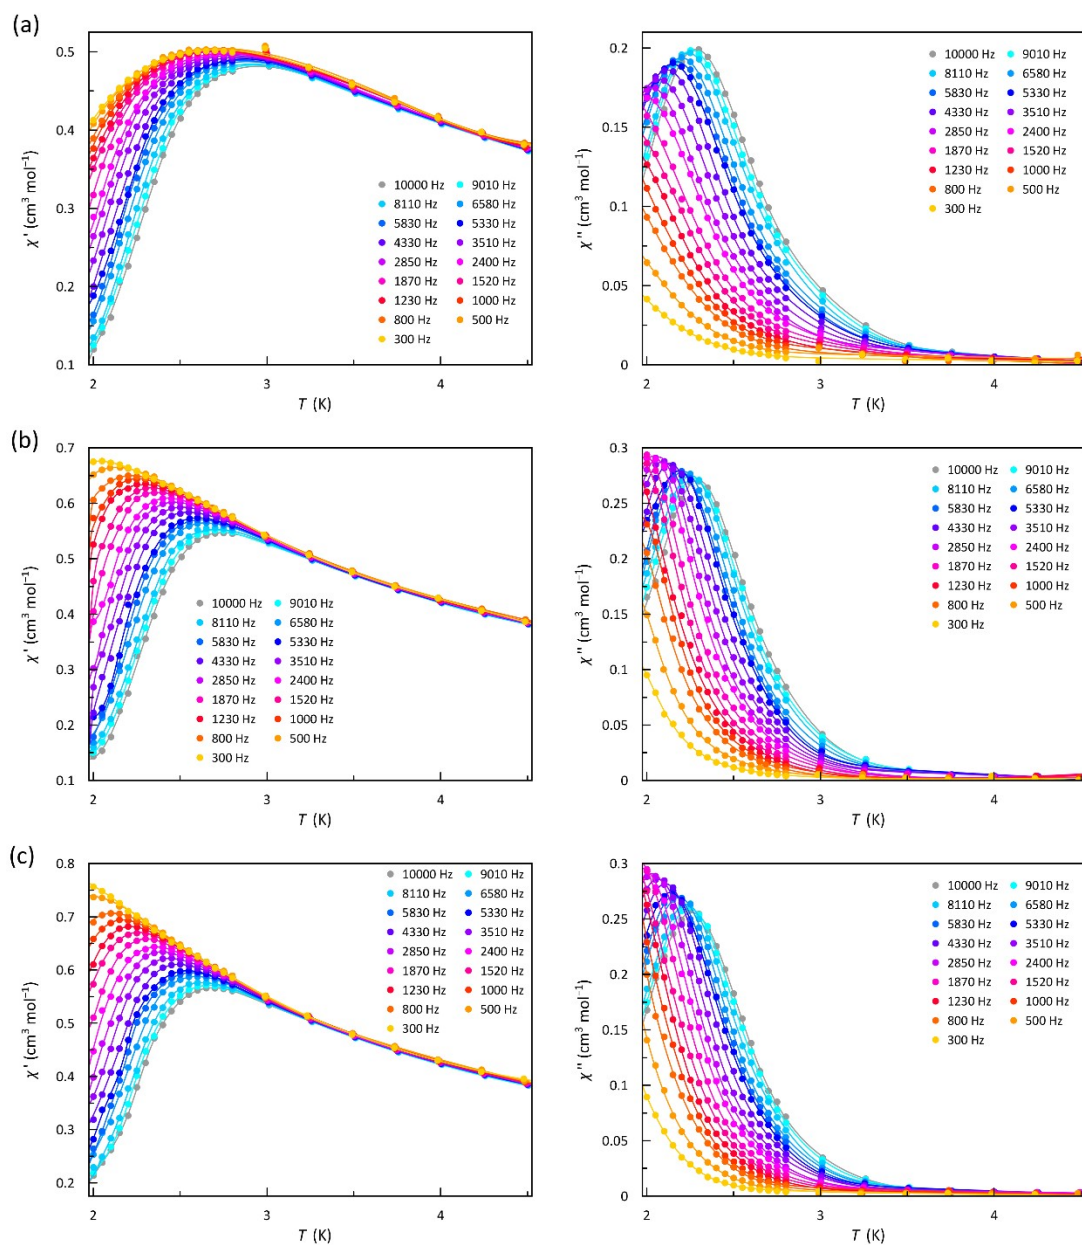 (a)
0.5
0.4
0.3
0.2
0.1
χ' (cm³ mol⁻¹)
2 3 4
T (K)
10000 Hz 9010 Hz
8110 Hz 6580 Hz
5830 Hz 5330 Hz
4330 Hz 3510 Hz
2850 Hz 2400 Hz
1870 Hz 1520 Hz
1230 Hz 1000 Hz
800 Hz 500 Hz
300 Hz
0.2
0.15
0.1
0.05
0
χ'' (cm³ mol⁻¹)
2 3 4
T (K)
10000 Hz 9010 Hz
8110 Hz 6580 Hz
5830 Hz 5330 Hz
4330 Hz 3510 Hz
2850 Hz 2400 Hz
1870 Hz 1520 Hz
1230 Hz 1000 Hz
800 Hz 500 Hz
300 Hz
(b)
0.7
0.6
0.5
0.4
0.3
0.2
0.1
χ' (cm³ mol⁻¹)
2 3 4
T (K)
10000 Hz 9010 Hz
8110 Hz 6580 Hz
5830 Hz 5330 Hz
4330 Hz 3510 Hz
2850 Hz 2400 Hz
1870 Hz 1520 Hz
1230 Hz 1000 Hz
800 Hz 500 Hz
300 Hz
0.3
0.25
0.2
0.15
0.1
0.05
0
χ'' (cm³ mol⁻¹)
2 3 4
T (K)
10000 Hz 9010 Hz
8110 Hz 6580 Hz
5830 Hz 5330 Hz
4330 Hz 3510 Hz
2850 Hz 2400 Hz
1870 Hz 1520 Hz
1230 Hz 1000 Hz
800 Hz 500 Hz
300 Hz
(c)
0.8
0.7
0.6
0.5
0.4
0.3
0.2
χ' (cm³ mol⁻¹)
2 3 4
T (K)
10000 Hz 9010 Hz
8110 Hz 6580 Hz
5830 Hz 5330 Hz
4330 Hz 3510 Hz
2850 Hz 2400 Hz
1870 Hz 1520 Hz
1230 Hz 1000 Hz
800 Hz 500 Hz
300 Hz
0.3
0.25
0.2
0.15
0.1
0.05
0
χ'' (cm³ mol⁻¹)
2 3 4
T (K)
10000 Hz 9010 Hz
8110 Hz 6580 Hz
5830 Hz 5330 Hz
4330 Hz 3510 Hz
2850 Hz 2400 Hz
1870 Hz 1520 Hz
1230 Hz 1000 Hz
800 Hz 500 Hz
300 Hz